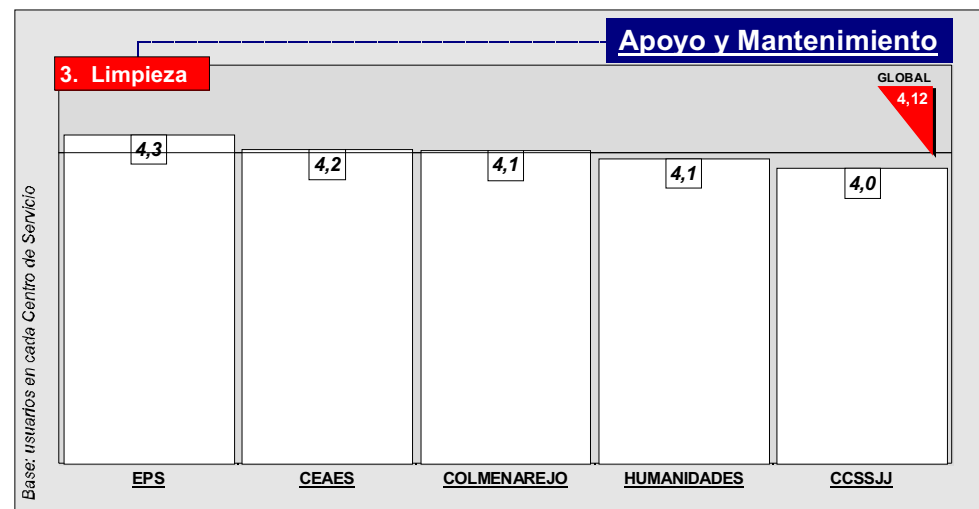 Apoyo y Mantenimiento
3. Limpieza
GLOBAL
4,12
4,3
4,2
4,1
4,1
4,0
Base: usuarios en cada Centro de Servicio
EPS
CEAES
COLMENAREJO
HUMANIDADES
CCSSJJ